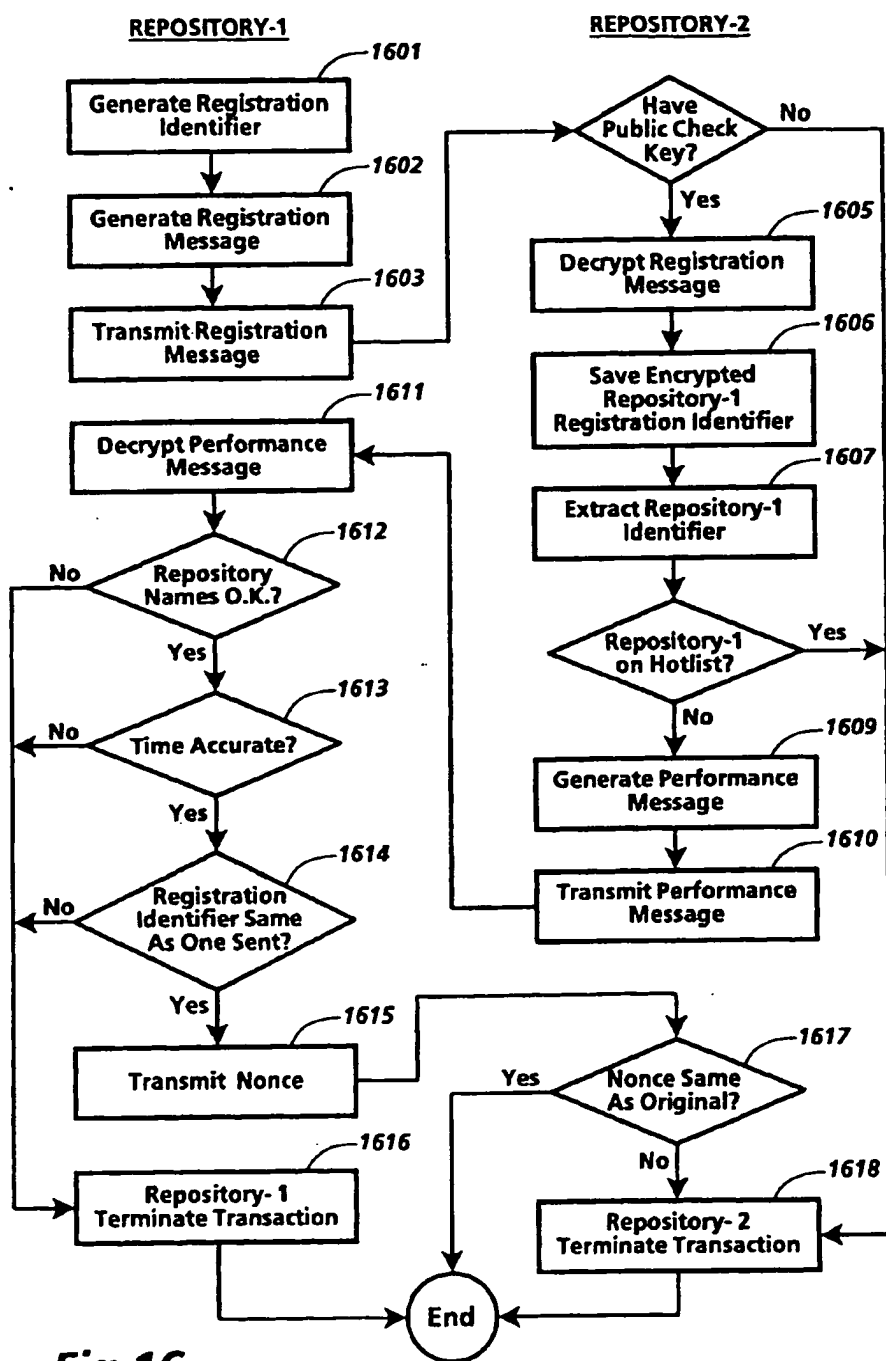 REPOSITORY-1
1601
Generate Registration
Identifier
1602
Generate Registration
Message
1603
Transmit Registration
Message
1611
Decrypt Performance
Message
1612
Repository
Names O.K.?
No
Yes
1613
Time Accurate?
No
Yes
1614
Registration
Identifier Same
As One Sent?
No
Yes
1615
Transmit Nonce
1616
Repository- 1
Terminate Transaction
REPOSITORY-2
Have
Public Check
Key?
No
Yes
1605
Decrypt Registration
Message
1606
Save Encrypted
Repository-1
Registration Identifier
1607
Extract Repository-1
Identifier
Repository-1
on Hotlist?
Yes
No
1609
Generate Performance
Message
1610
Transmit Performance
Message
1617
Nonce Same
As Original?
Yes
No
1618
Repository- 2
Terminate Transaction
End
Fig.16